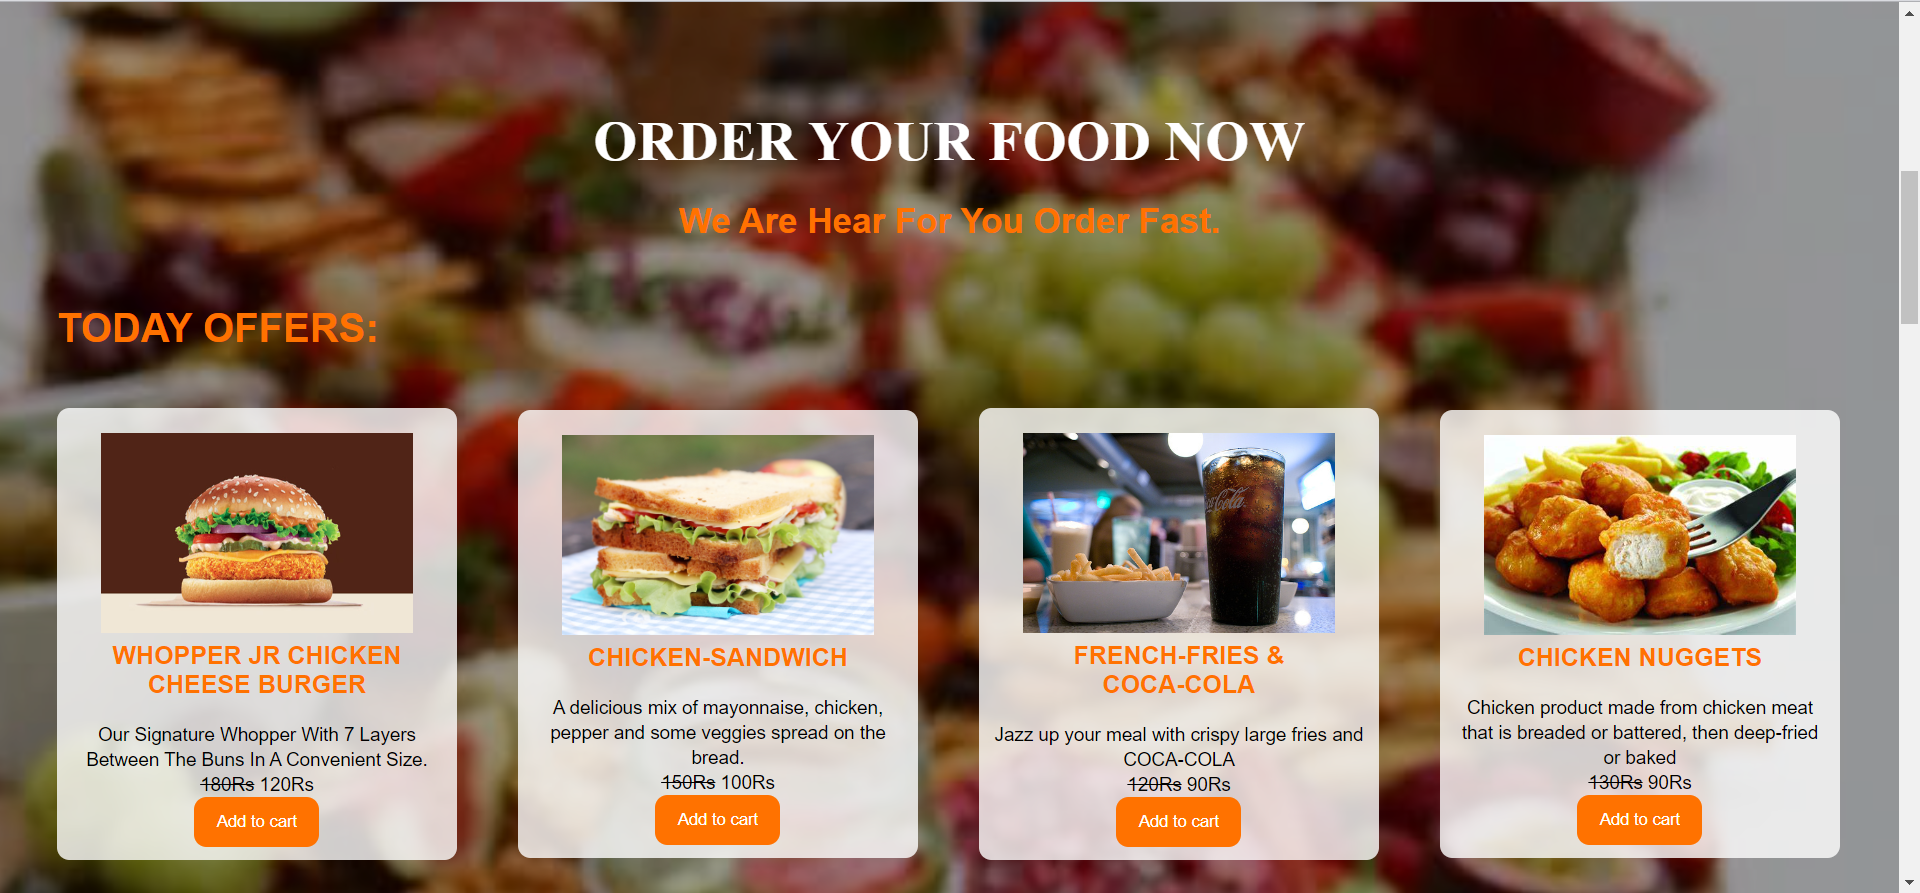 ORDER YOUR FOOD NOW
We Are Hear For You Order Fast.
TODAY OFFERS:
WHOPPER JR CHICKEN
CHEESE BURGER
Our Signature Whopper With 7 Layers
Between The Buns In A Convenient Size.
180Rs 120Rs
Add to cart
CHICKEN-SANDWICH
A delicious mix of mayonnaise, chicken,
pepper and some veggies spread on the
bread.
150Rs 100Rs
Add to cart
FRENCH-FRIES &
COCA-COLA
Jazz up your meal with crispy large fries and
COCA-COLA
120Rs 90Rs
Add to cart
CHICKEN NUGGETS
Chicken product made from chicken meat
that is breaded or battered, then deep-fried
or baked
130Rs 90Rs
Add to cart